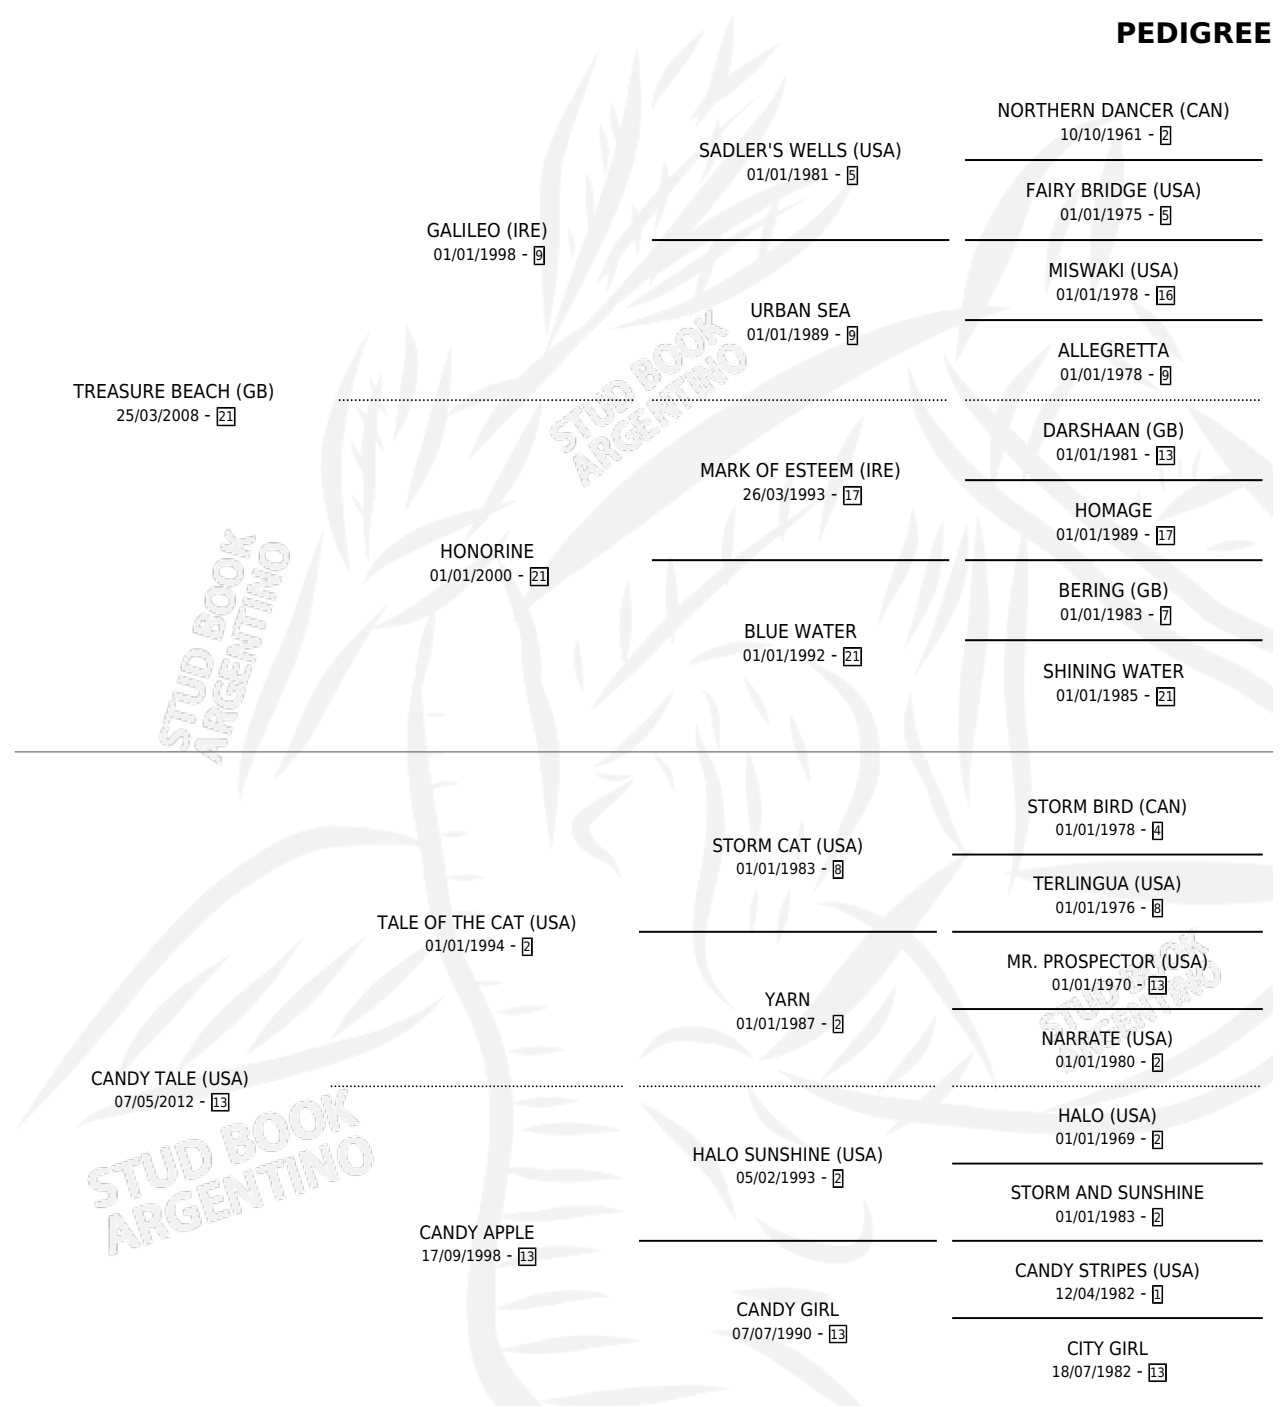 PEDIGREE
NORTHERN DANCER (CAN)
10/10/1961 - 2
SADLER'S WELLS (USA)
01/01/1981 - 5
FAIRY BRIDGE (USA)
01/01/1975 - 5
GALILEO (IRE)
01/01/1998 - 9
MISWAKI (USA)
01/01/1978 - 16
URBAN SEA
01/01/1989 - 9
ALLEGRETTA
01/01/1978 - 9
TREASURE BEACH (GB)
25/03/2008 - 21
DARSHAAN (GB)
01/01/1981 - 13
MARK OF ESTEEM (IRE)
26/03/1993 - 17
HOMAGE
01/01/1989 - 17
HONORINE
01/01/2000 - 21
BERING (GB)
01/01/1983 - 7
BLUE WATER
01/01/1992 - 21
SHINING WATER
01/01/1985 - 21
STORM BIRD (CAN)
01/01/1978 - 4
STORM CAT (USA)
01/01/1983 - 8
TERLINGUA (USA)
01/01/1976 - 8
TALE OF THE CAT (USA)
01/01/1994 - 2
MR. PROSPECTOR (USA)
01/01/1970 - 13
YARN
01/01/1987 - 2
NARRATE (USA)
01/01/1980 - 2
CANDY TALE (USA)
07/05/2012 - 13
HALO (USA)
01/01/1969 - 2
HALO SUNSHINE (USA)
05/02/1993 - 2
STORM AND SUNSHINE
01/01/1983 - 2
CANDY APPLE
17/09/1998 - 13
CANDY STRIPES (USA)
12/04/1982 - 1
CANDY GIRL
07/07/1990 - 13
CITY GIRL
18/07/1982 - 13
STUD BOOK
ARGENTINO
STUD BOOK
ARGENTINO
STUD BOOK
ARGENTINO
STUD BOOK
ARGENTINO